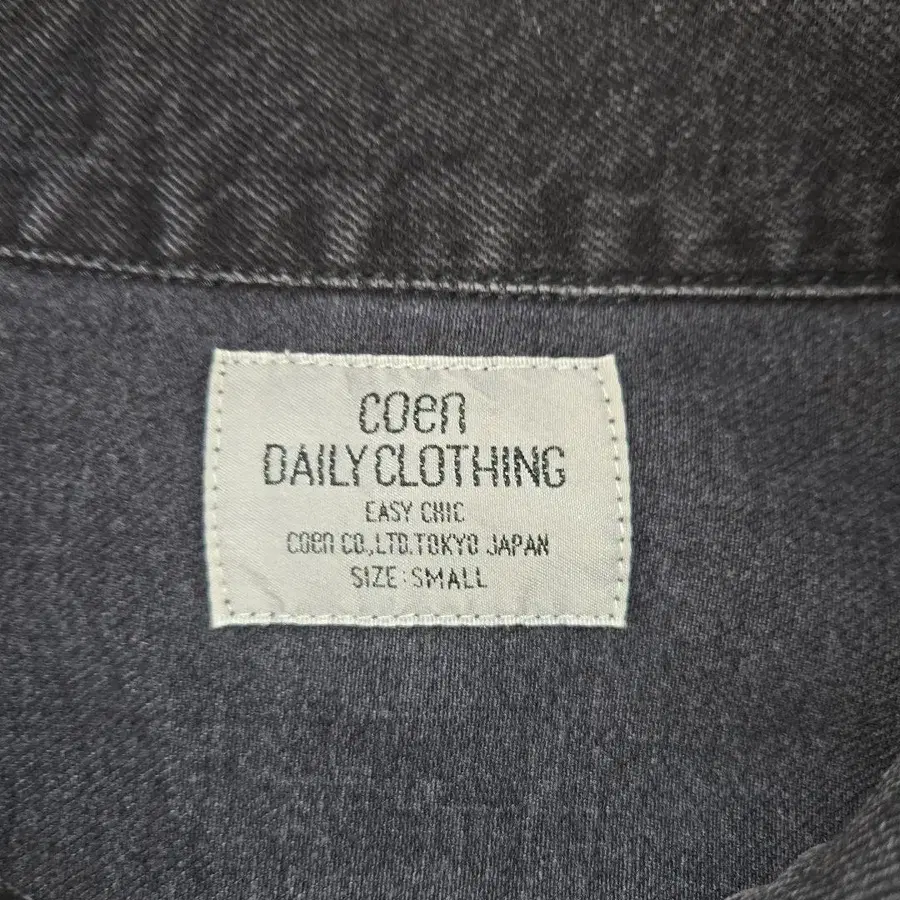 coen
DAILY CLOTHING
EASY CHIC
coen CO.,LTD.TOKYO JAPAN
SIZE:SMALL